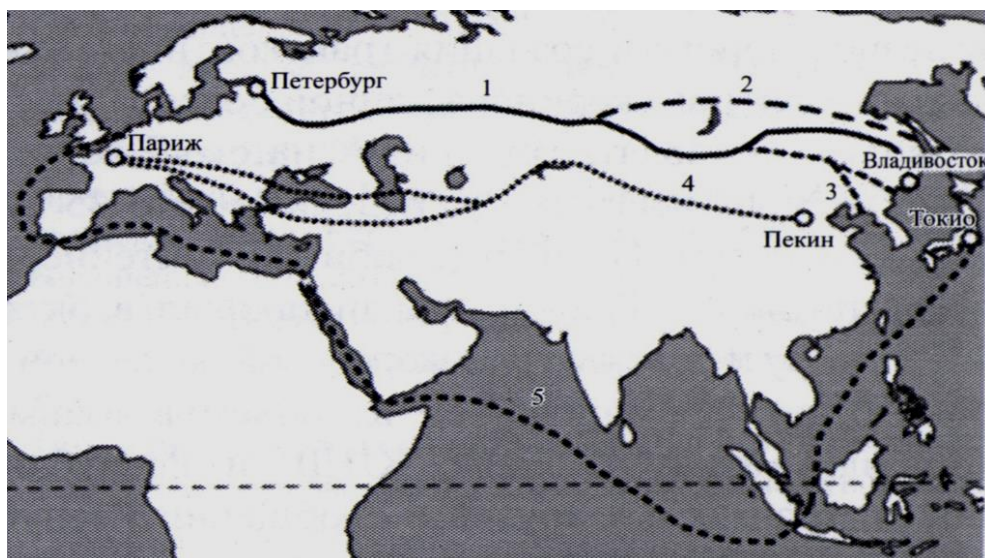 Петербург
1
2
Париж
Владивосток
4
3
Токио
Пекин
5